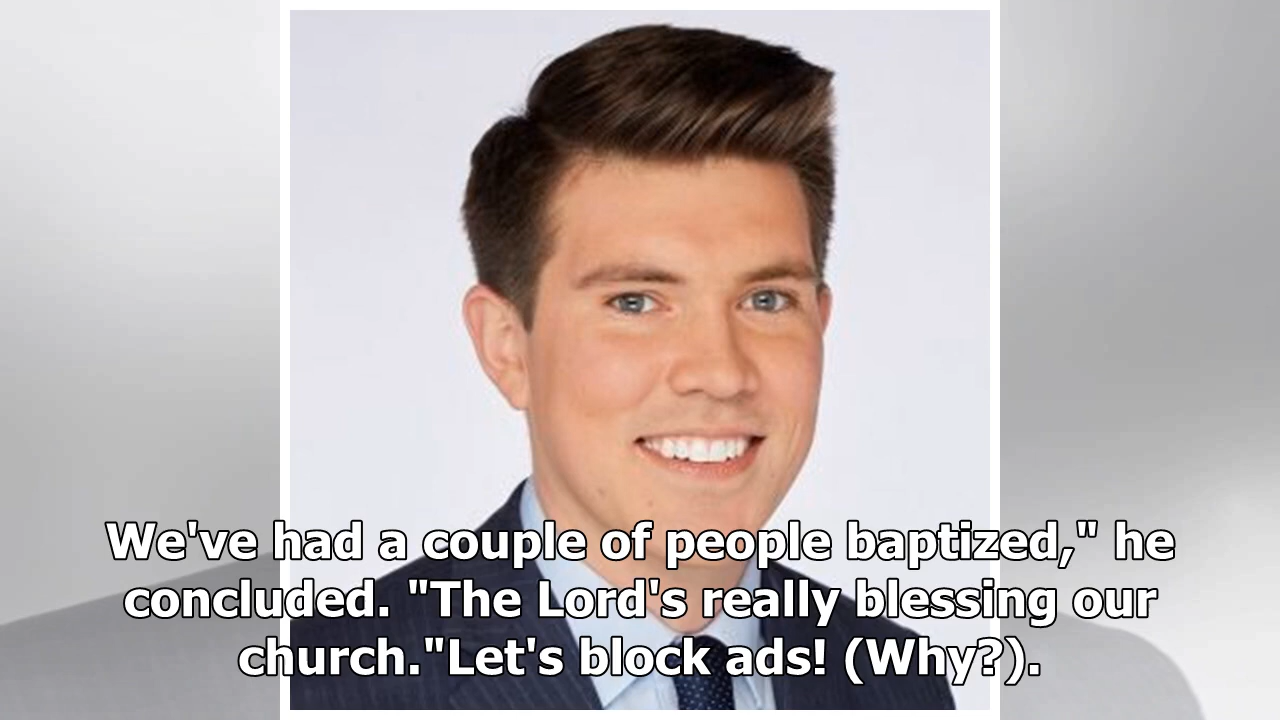 We've had a couple of people baptized," he
concluded. "The Lord's really blessing our
church."Let's block ads! (Why?).